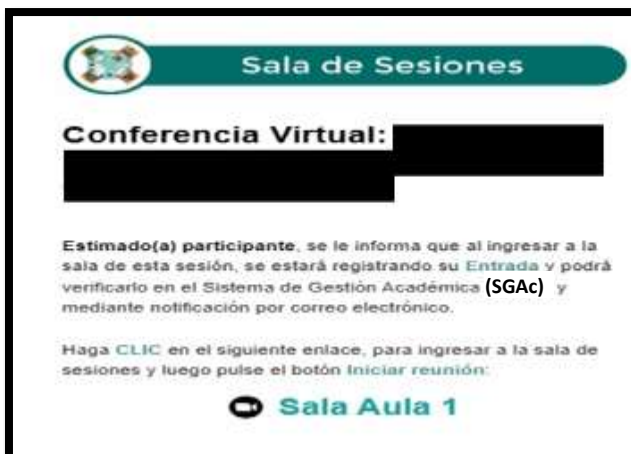 Sala de Sesiones
Conferencia Virtual:
Estimado(a) participante, se le informa que al ingresar a la
sala de esta sesión, se estará registrando su Entrada y podrá
verificarlo en el Sistema de Gestión Académica (SGAc) y
mediante notificación por correo electrónico.
Haga CLIC en el siguiente enlace, para ingresar a la sala de
sesiones y luego pulse el botón Iniciar reunión:
Sala Aula 1